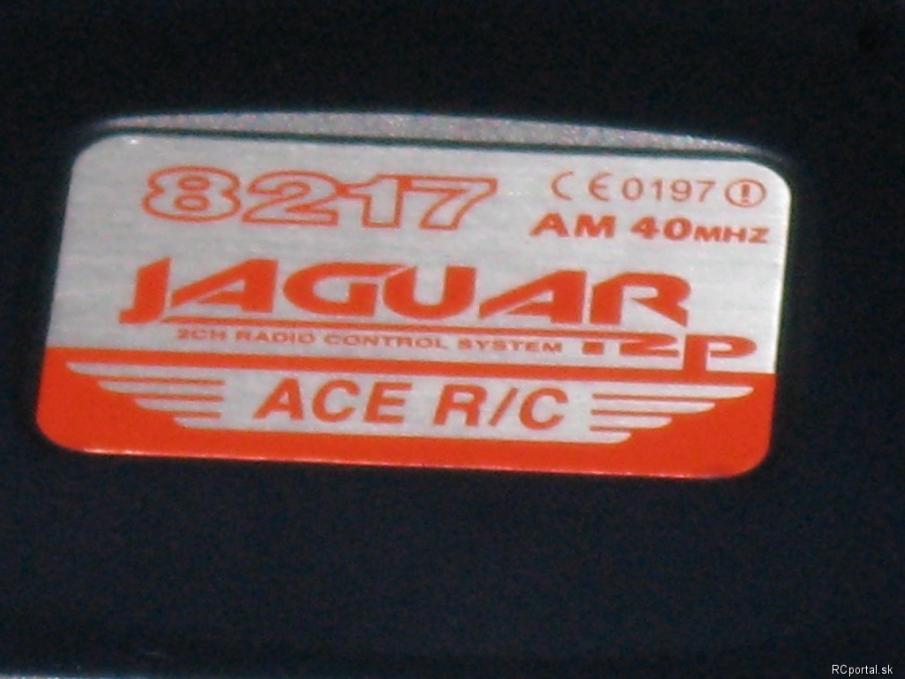 8217
CE 0197
AM 40MHZ
JAGUAR
T2P
2CH RADIO CONTROL SYSTEM
ACE R/C
RCportal.sk